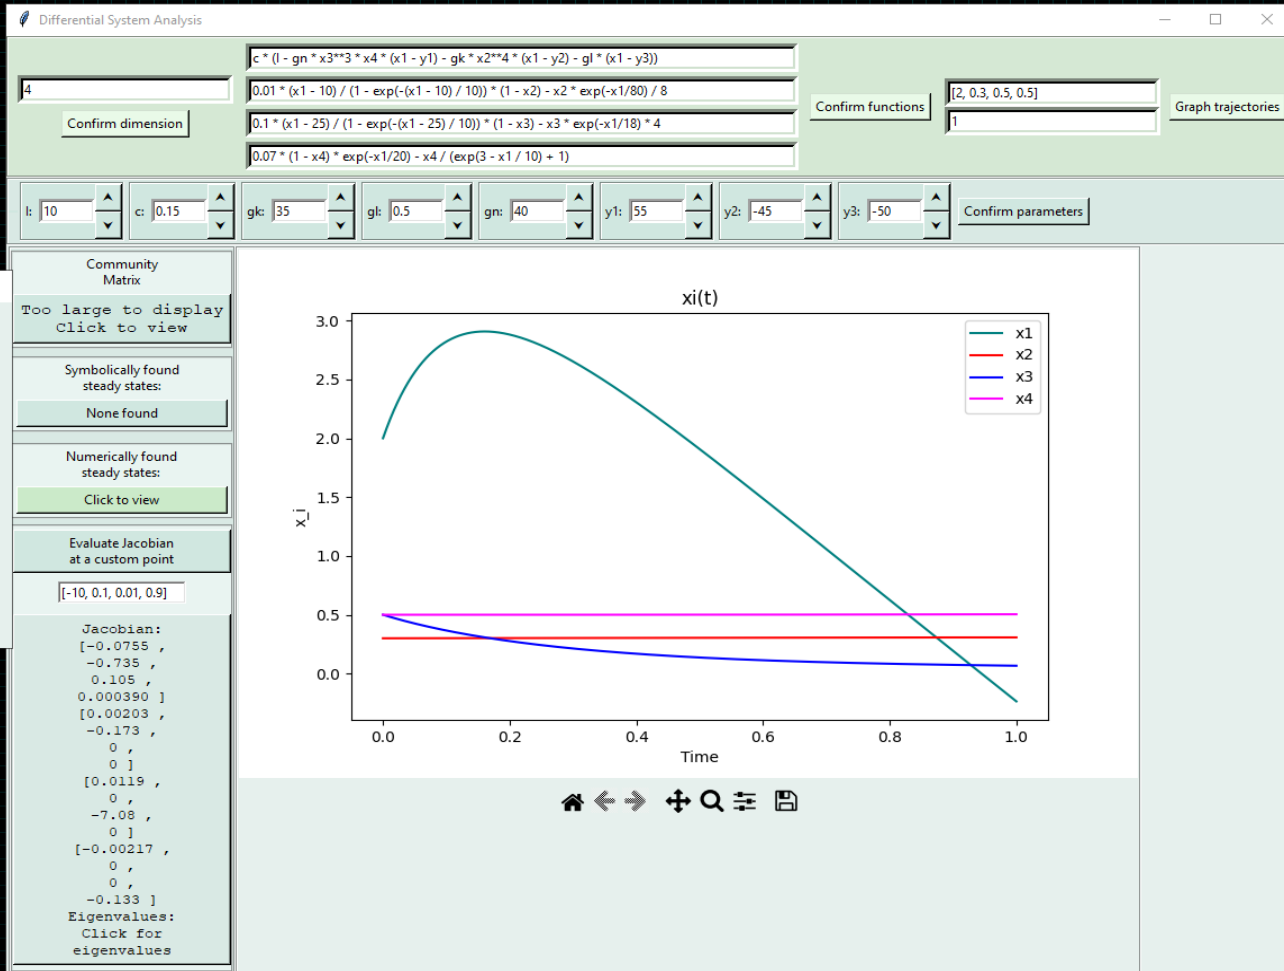 Differential System Analysis
4
Confirm dimension
c * (I - gn * x3**3 * x4 * (x1 - y1) - gk * x2**4 * (x1 - y2) - gl * (x1 - y3))
0.01 * (x1 - 10) / (1 - exp(-(x1 - 10) / 10)) * (1 - x2) - x2 * exp(-x1/80) / 8
0.1 * (x1 - 25) / (1 - exp(-(x1 - 25) / 10)) * (1 - x3) - x3 * exp(-x1/18) * 4
0.07 * (1 - x4) * exp(-x1/20) - x4 / (exp(3 - x1 / 10) + 1)
Confirm functions
[2, 0.3, 0.5, 0.5]
1
Graph trajectories
I: 10
c: 0.15
gk: 35
gl: 0.5
gn: 40
y1: 55
y2: -45
y3: -50
Confirm parameters
Community
Matrix
Too large to display
Click to view
Symbolically found
steady states:
None found
Numerically found
steady states:
Click to view
Evaluate Jacobian
at a custom point
[-10, 0.1, 0.01, 0.9]
Jacobian:
[-0.0755 ,
-0.735 ,
0.105 ,
0.000390 ]
[0.00203 ,
-0.173 ,
0 ,
0 ]
[0.0119 ,
0 ,
-7.08 ,
0 ]
[-0.00217 ,
0 ,
0 ,
-0.133 ]
Eigenvalues:
Click for
eigenvalues
xi(t)
x1
x2
x3
x4
3.0
2.5
2.0
1.5
1.0
0.5
0.0
x_i
0.0
0.2
0.4
0.6
0.8
1.0
Time